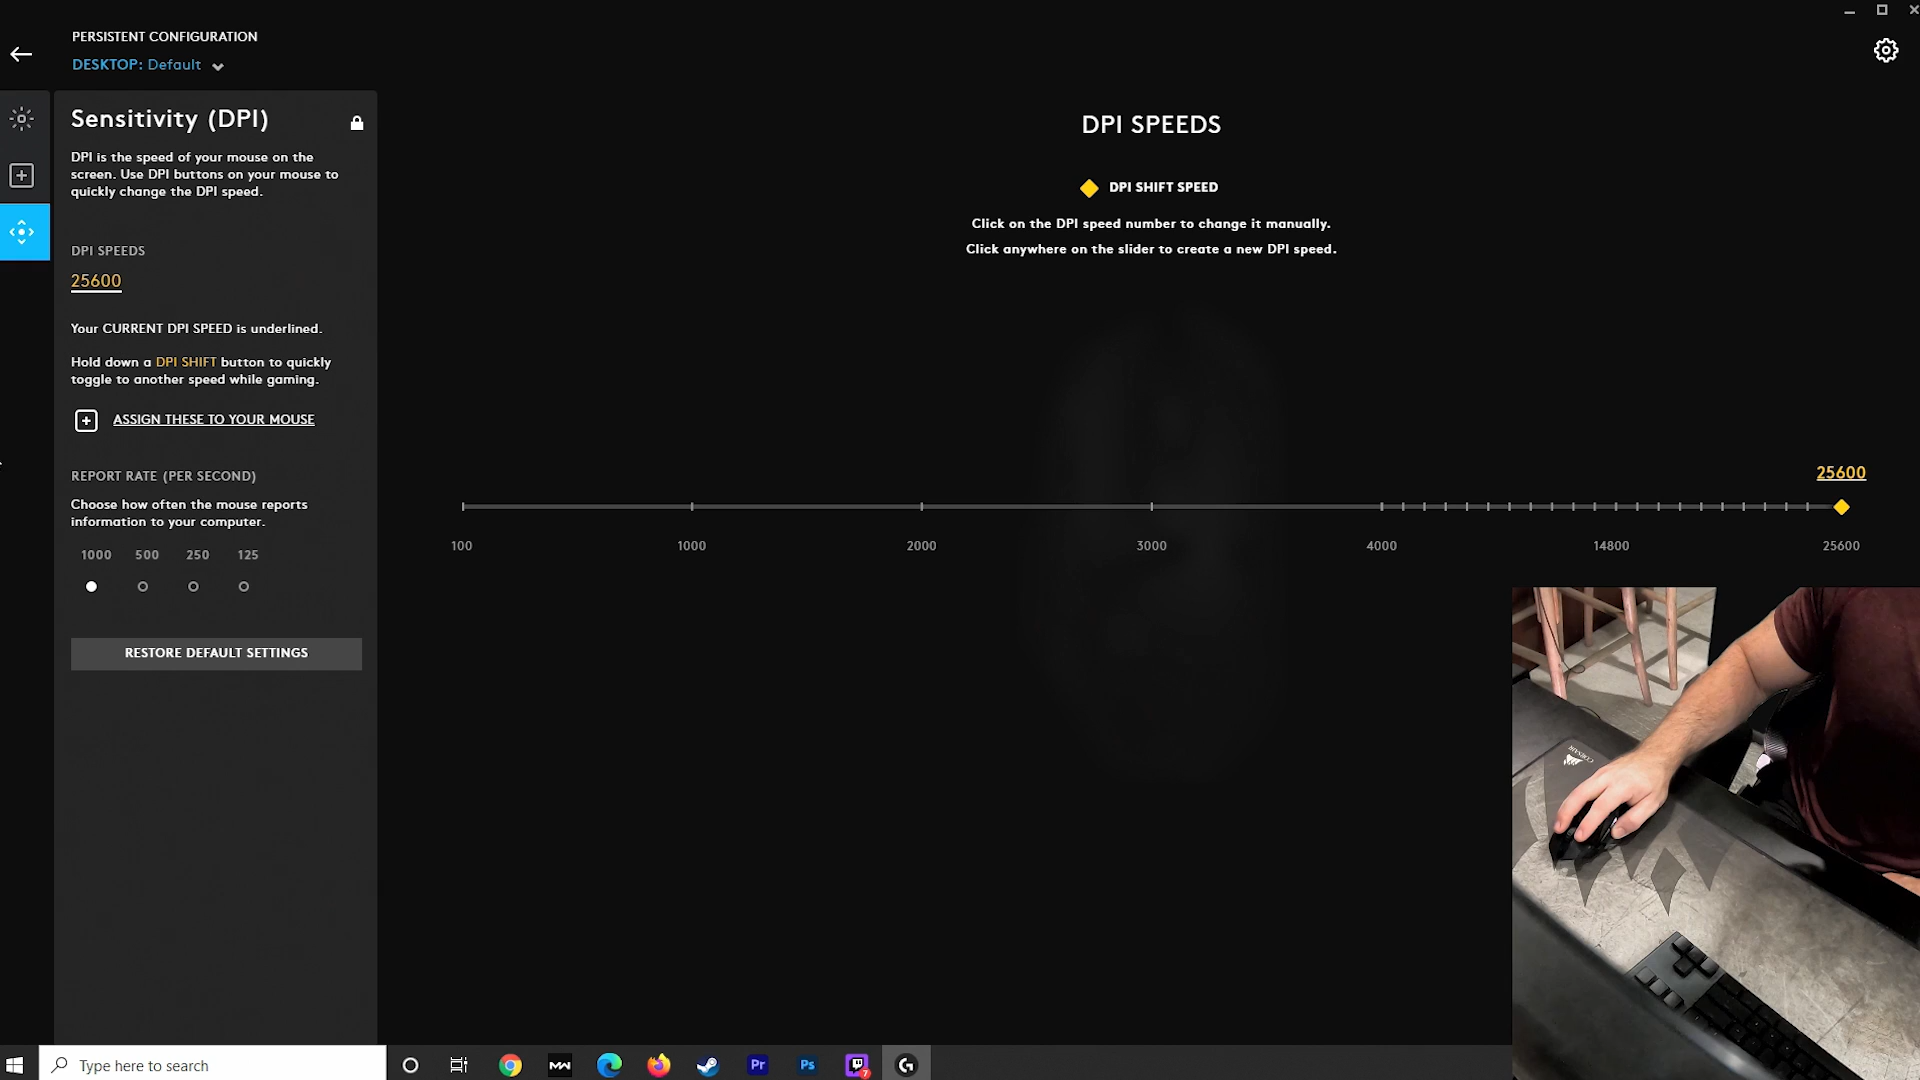 PERSISTENT CONFIGURATION
DESKTOP: Default
Sensitivity (DPI)
DPI is the speed of your mouse on the
screen. Use DPI buttons on your mouse to
quickly change the DPI speed.
DPI SPEEDS
25600
Your CURRENT DPI SPEED is underlined.
Hold down a DPI SHIFT button to quickly
toggle to another speed while gaming.
ASSIGN THESE TO YOUR MOUSE
REPORT RATE (PER SECOND)
Choose how often the mouse reports
information to your computer.
1000 500 250 125
RESTORE DEFAULT SETTINGS
DPI SPEEDS
DPI SHIFT SPEED
Click on the DPI speed number to change it manually.
Click anywhere on the slider to create a new DPI speed.
25600
100 1000 2000 3000 4000 14800 25600
CORSAIR
Type here to search
MW
Pr
Ps
7